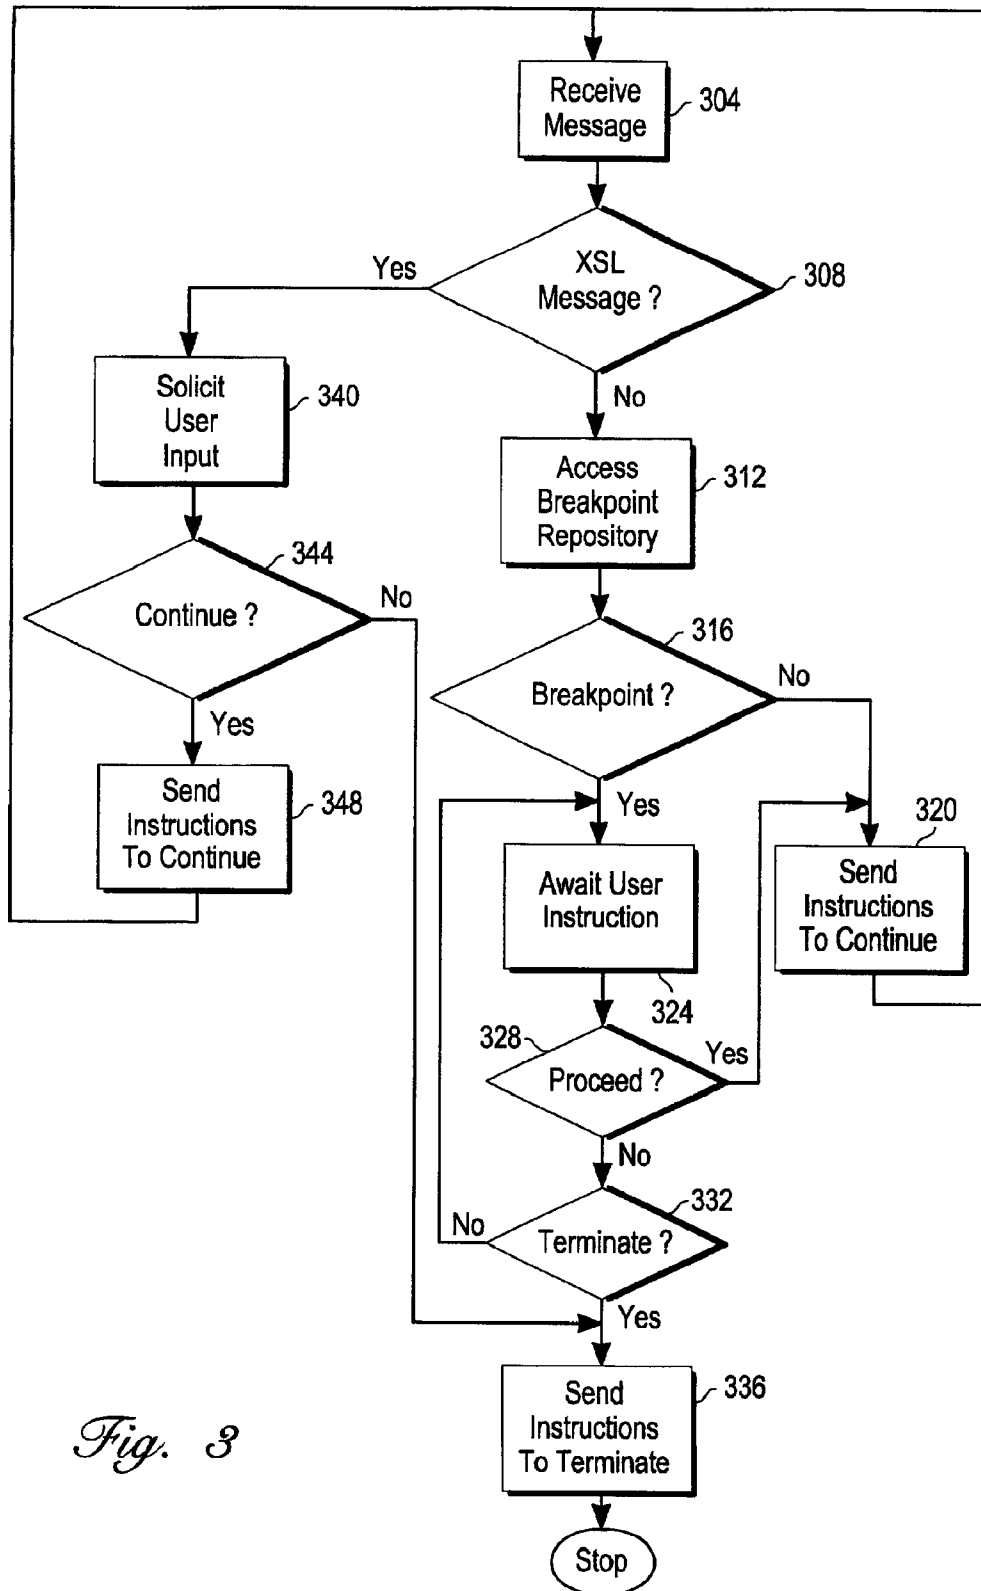 Receive
Message
304
XSL
Message ?
308
Yes
No
Solicit
User
Input
340
Access
Breakpoint
Repository
312
344
Continue ?
No
Yes
316
Breakpoint ?
No
Yes
Send
Instructions
To Continue
348
Await User
Instruction
324
320
Send
Instructions
To Continue
328
Proceed ?
Yes
No
332
Terminate ?
No
Yes
Send
Instructions
To Terminate
336
Stop
Fig. 3